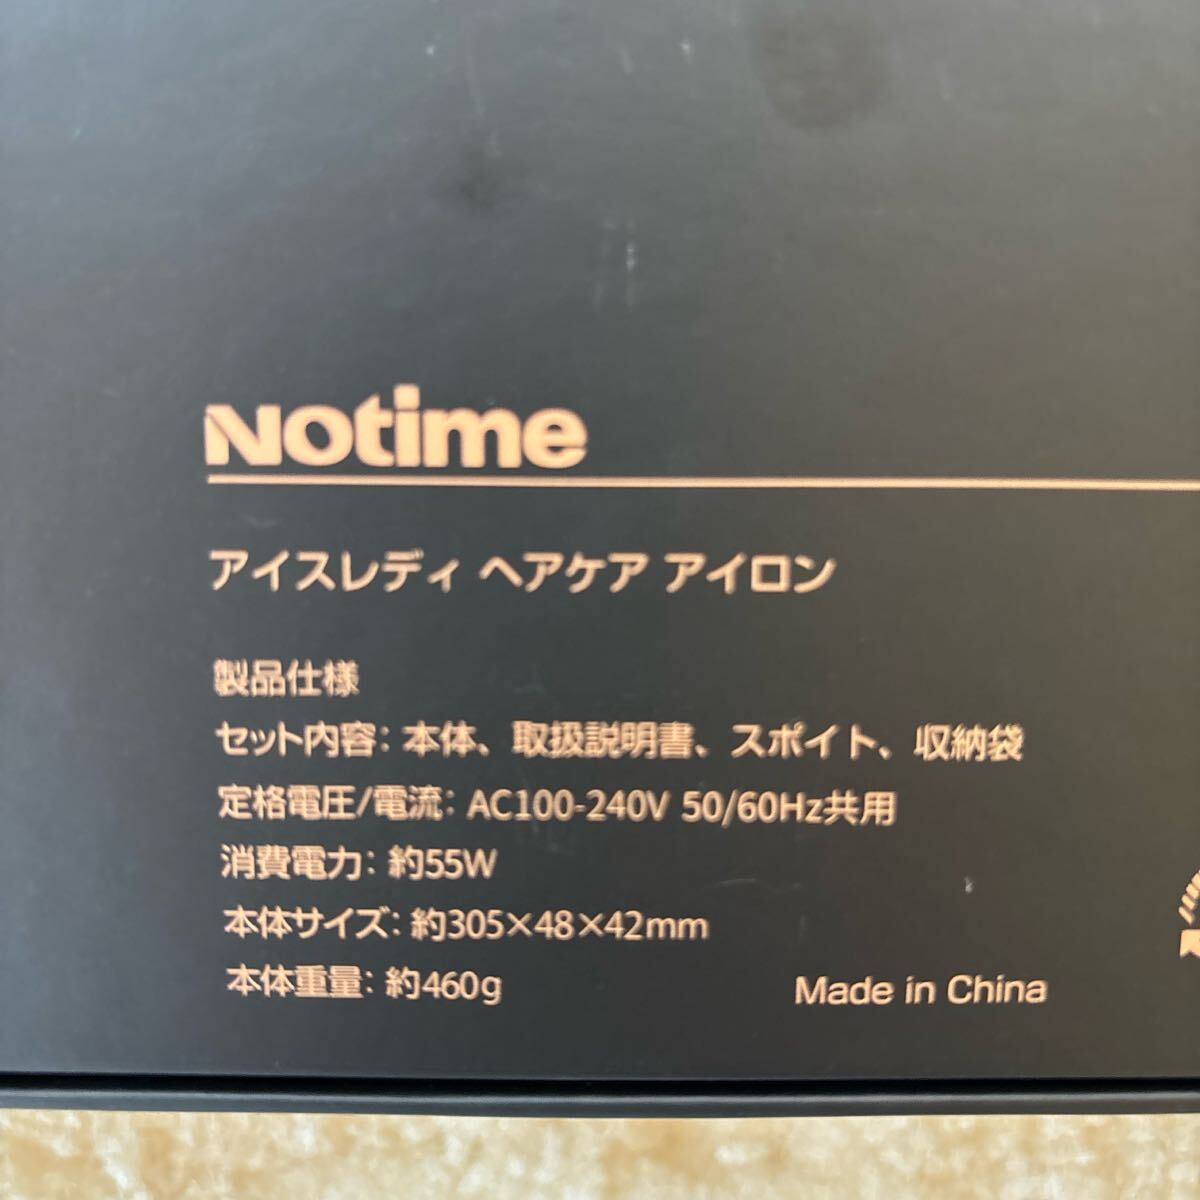 Notime
アイスレディ ヘアケア アイロン
製品仕様
セット内容: 本体、取扱説明書、スポイト、収納袋
定格電圧/電流: AC100-240V 50/60Hz共用
消費電力: 約55W
本体サイズ: 約305×48×42mm
本体重量: 約460g
Made in China